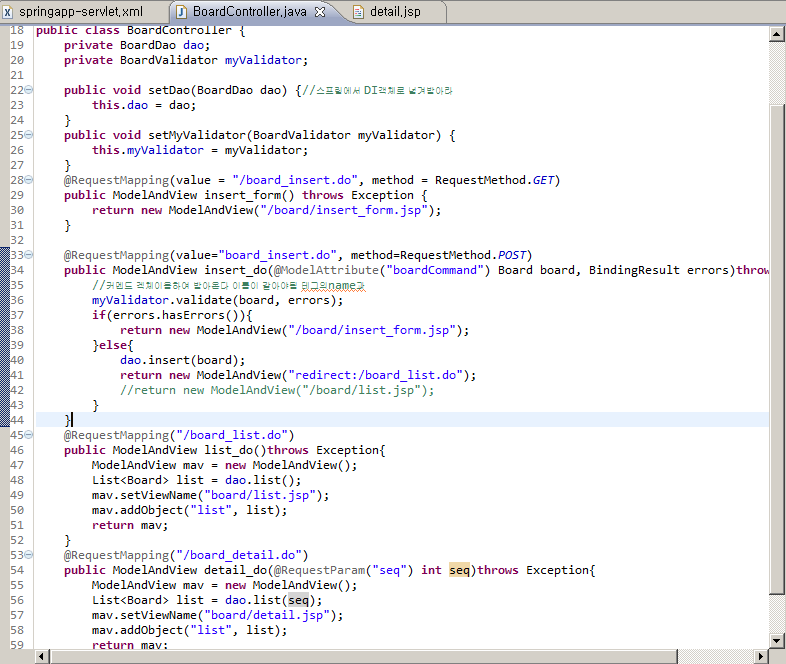 springapp-servlet.xml BoardController.java detail.jsp
18 public class BoardController {
19 private BoardDao dao;
20 private BoardValidator myValidator;
21
22 public void setDao(BoardDao dao) {//스프링에서 DI객체로 넘겨받아라
23 this.dao = dao;
24 }
25 public void setMyValidator(BoardValidator myValidator) {
26 this.myValidator = myValidator;
27 }
28 @RequestMapping(value = "/board_insert.do", method = RequestMethod.GET)
29 public ModelAndView insert_form() throws Exception {
30 return new ModelAndView("/board/insert_form.jsp");
31 }
32
33 @RequestMapping(value="board_insert.do", method=RequestMethod.POST)
34 public ModelAndView insert_do(@ModelAttribute("boardCommand") Board board, BindingResult errors)throw
35 //커멘드 객체이용하여 받아온다 이름이 같아야됨 태그의name과
36 myValidator.validate(board, errors);
37 if(errors.hasErrors()){
38 return new ModelAndView("/board/insert_form.jsp");
39 }else{
40 dao.insert(board);
41 return new ModelAndView("redirect:/board_list.do");
42 //return new ModelAndView("/board/list.jsp");
43 }
44 }
45 @RequestMapping("/board_list.do")
46 public ModelAndView list_do()throws Exception{
47 ModelAndView mav = new ModelAndView();
48 List<Board> list = dao.list();
49 mav.setViewName("board/list.jsp");
50 mav.addObject("list", list);
51 return mav;
52 }
53 @RequestMapping("/board_detail.do")
54 public ModelAndView detail_do(@RequestParam("seq") int seq)throws Exception{
55 ModelAndView mav = new ModelAndView();
56 List<Board> list = dao.list(seq);
57 mav.setViewName("board/detail.jsp");
58 mav.addObject("list", list);
59 return mav;